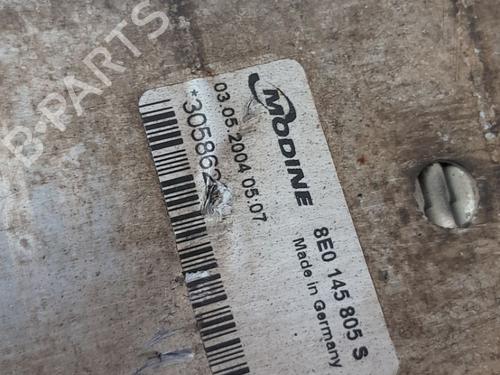 B-PARTS
MODINE
8E0 145 805 S
Made in Germany
03.05.2004 05:07
*305862